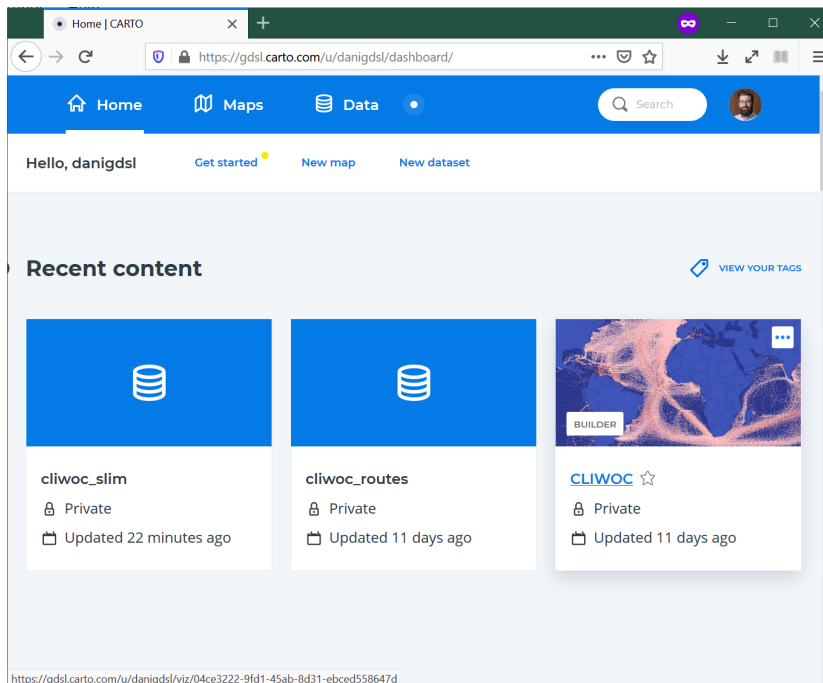 Home | CARTO
https://gdsl.carto.com/u/danigdsl/dashboard/
Home Maps Data Search
Hello, danigdsl Get started New map New dataset
Recent content VIEW YOUR TAGS
BUILDER
cliwoc_slim cliwoc_routes CLIWOC
Private Private Private
Updated 22 minutes ago Updated 11 days ago Updated 11 days ago
https://gdsl.carto.com/u/danigdsl/viz/04ce3222-9fd1-45ab-8d31-ebced558647d